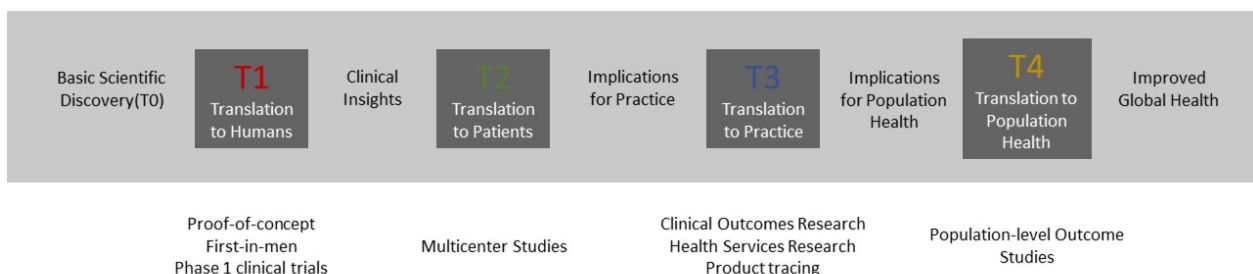 Basic Scientific
Discovery(T0)
T1
Translation
to Humans
Clinical
Insights
T2
Translation
to Patients
Implications
for Practice
T3
Translation
to Practice
Implications
for Population
Health
T4
Translation to
Population
Health
Improved
Global Health
Proof-of-concept
First-in-men
Phase 1 clinical trials
Multicenter Studies
Clinical Outcomes Research
Health Services Research
Product tracing
Population-level Outcome
Studies